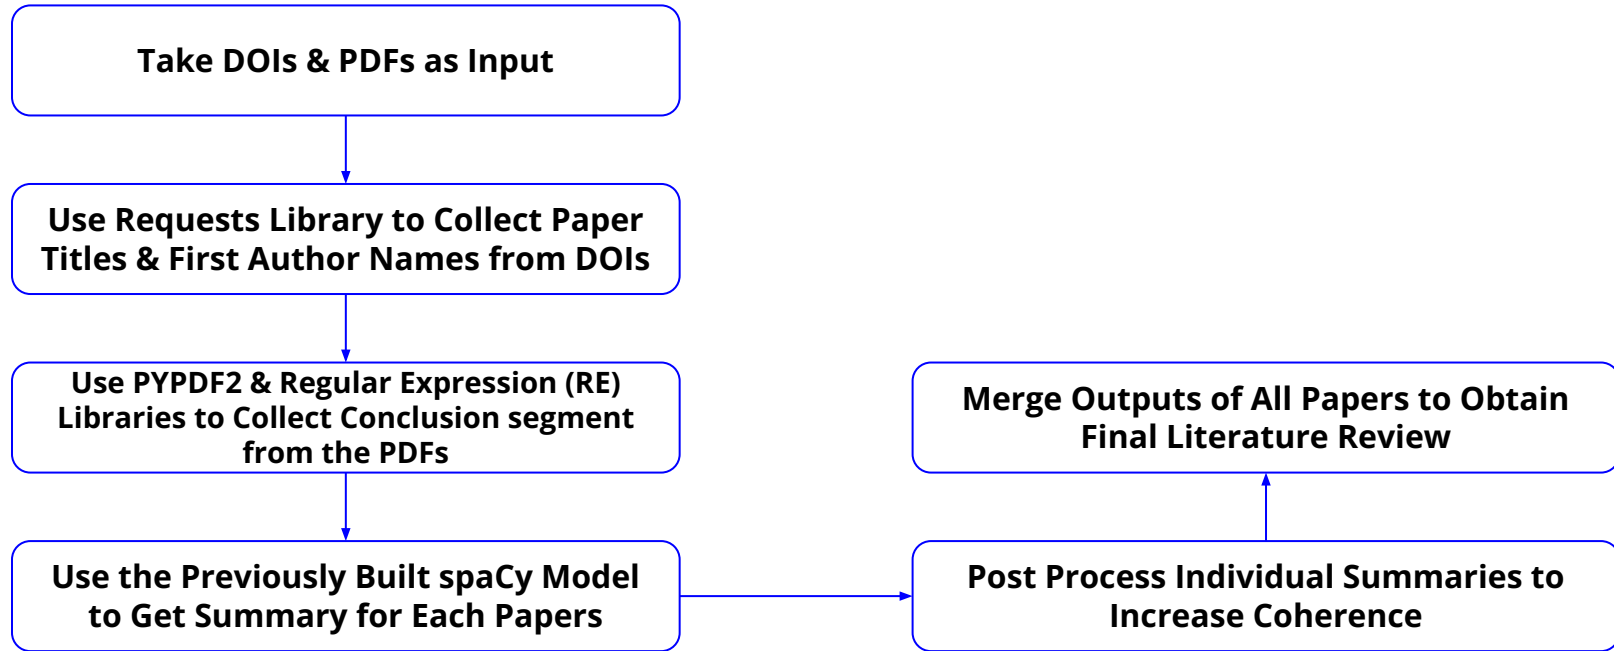 Take DOIs & PDFs as Input
Use Requests Library to Collect Paper
Titles & First Author Names from DOIs
Use PYPDF2 & Regular Expression (RE)
Libraries to Collect Conclusion segment
from the PDFs
Use the Previously Built spaCy Model
to Get Summary for Each Papers
Post Process Individual Summaries to
Increase Coherence
Merge Outputs of All Papers to Obtain
Final Literature Review